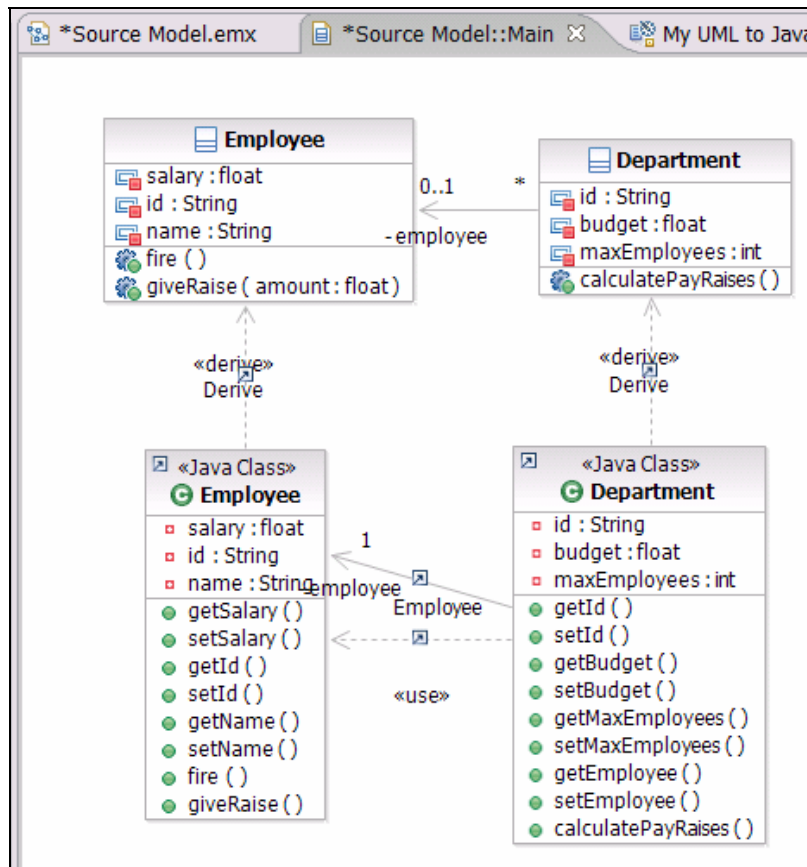 *Source Model.emx
*Source Model::Main
My UML to Java
Employee
salary : float
id : String
name : String
fire ( )
giveRaise ( amount : float )
0..1
*
- employee
Department
id : String
budget : float
maxEmployees : int
calculatePayRaises ( )
«derive»
Derive
«derive»
Derive
«Java Class»
Employee
salary : float
id : String
name : String
getSalary ( )
setSalary ( )
getId ( )
setId ( )
getName ( )
setName ( )
fire ( )
giveRaise ( )
1
-employee
Employee
«use»
«Java Class»
Department
id : String
budget : float
maxEmployees : int
getId ( )
setId ( )
getBudget ( )
setBudget ( )
getMaxEmployees ( )
setMaxEmployees ( )
getEmployee ( )
setEmployee ( )
calculatePayRaises ( )